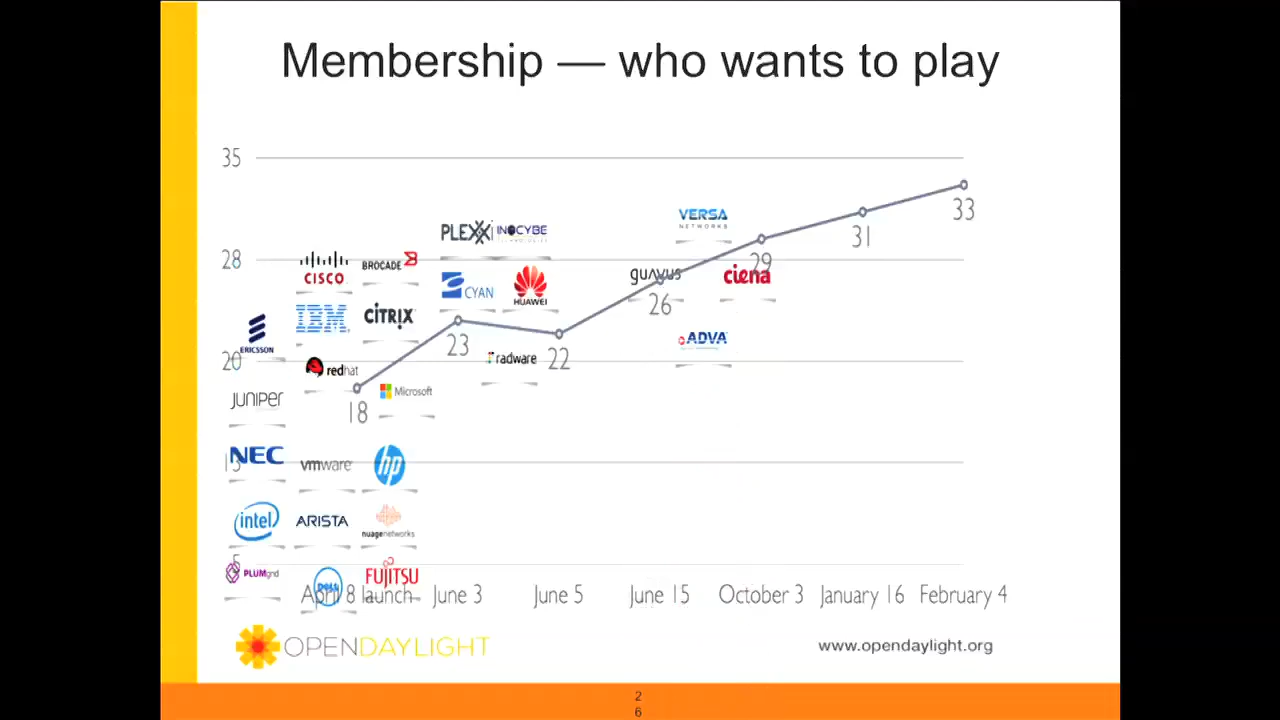 Membership — who wants to play
35
VERSA
NETWORKS
33
PLEXXI INOCYBE
31
28
CISCO BROCADE
guavus 29 ciena
CYAN HUAWEI
26
IBM CITRIX
ERICSSON
23 22
ADVA
20
redhat radware
JUNIPER Microsoft
18
15
NEC vmware hp
intel ARISTA
nuagenetworks
5
PLUMgrid DELL FUJITSU
April 8 launch June 3 June 5 June 15 October 3 January 16 February 4
OPENDAYLIGHT www.opendaylight.org
2
6